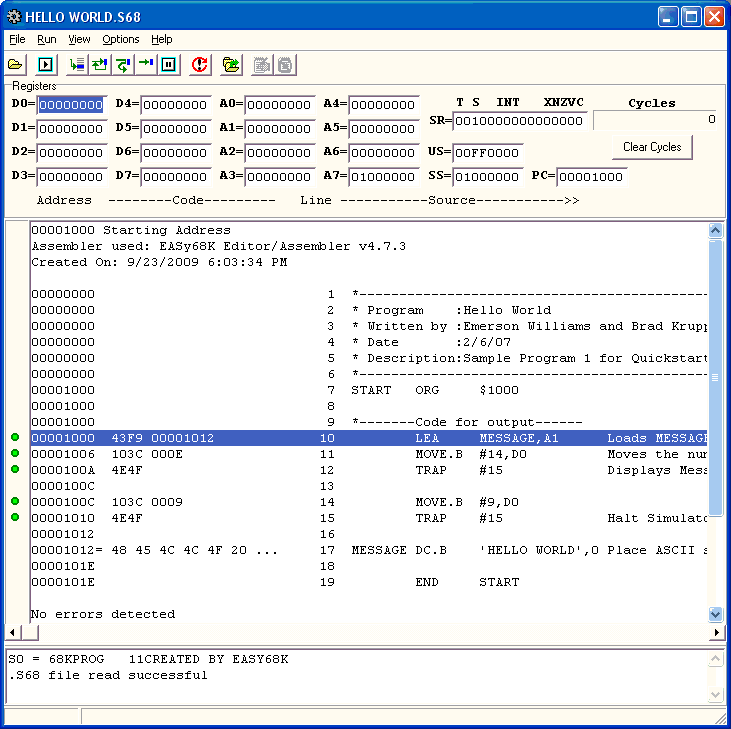 HELLO WORLD.S68
File Run View Options Help
Registers
D0= 00000000 D4= 00000000 A0= 00000000 A4= 00000000 T S INT XNZVC Cycles
D1= 00000000 D5= 00000000 A1= 00000000 A5= 00000000 SR= 0010000000000000 0
D2= 00000000 D6= 00000000 A2= 00000000 A6= 00000000 US= 00FF0000 Clear Cycles
D3= 00000000 D7= 00000000 A3= 00000000 A7= 01000000 SS= 01000000 PC= 00001000
Address --------Code--------- Line -----------Source----------->>
00001000 Starting Address
Assembler used: EASy68K Editor/Assembler v4.7.3
Created On: 9/23/2009 6:03:34 PM
00000000 1 *--------------------------------------------
00000000 2 * Program :Hello World
00000000 3 * Written by :Emerson Williams and Brad Krupp
00000000 4 * Date :2/6/07
00000000 5 * Description:Sample Program 1 for Quickstart
00000000 6 *--------------------------------------------
00001000 7 START ORG $1000
00001000 8
00001000 9 *-------Code for output------
00001000 43F9 00001012 10 LEA MESSAGE,A1 Loads MESSAGE
00001006 103C 000E 11 MOVE.B #14,D0 Moves the num
0000100A 4E4F 12 TRAP #15 Displays Mess
0000100C 13
0000100C 103C 0009 14 MOVE.B #9,D0
00001010 4E4F 15 TRAP #15 Halt Simulato
00001012 16
00001012= 48 45 4C 4C 4F 20 ... 17 MESSAGE DC.B 'HELLO WORLD',0 Place ASCII s
0000101E 18
0000101E 19 END START
No errors detected
S0 = 68KPROG 11CREATED BY EASY68K
.S68 file read successful